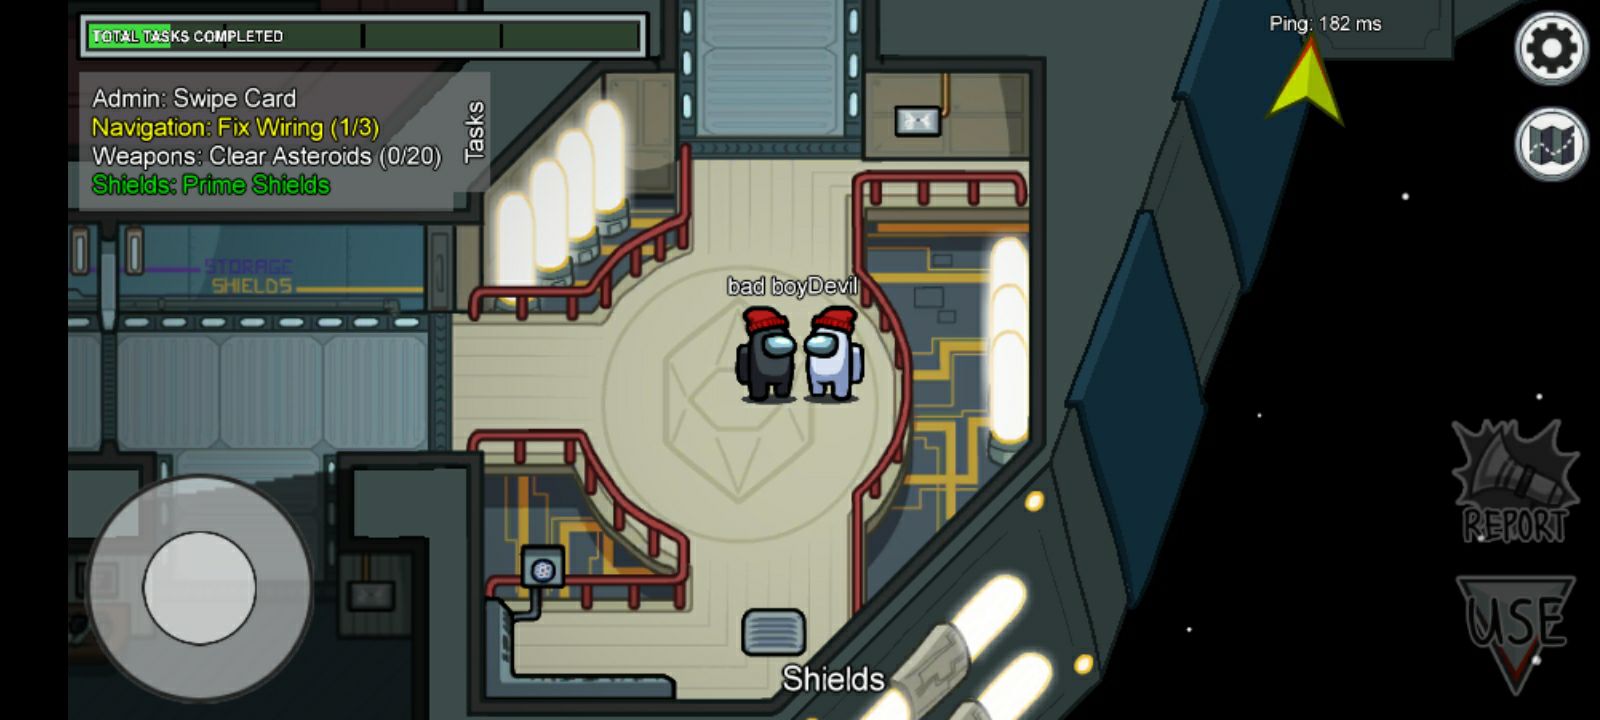 TOTAL TASKS COMPLETED
Ping: 182 ms
Admin: Swipe Card
Navigation: Fix Wiring (1/3)
Weapons: Clear Asteroids (0/20)
Shields: Prime Shields
Tasks
STORAGE
SHIELDS
bad boyDevil
REPORT
USE
Shields